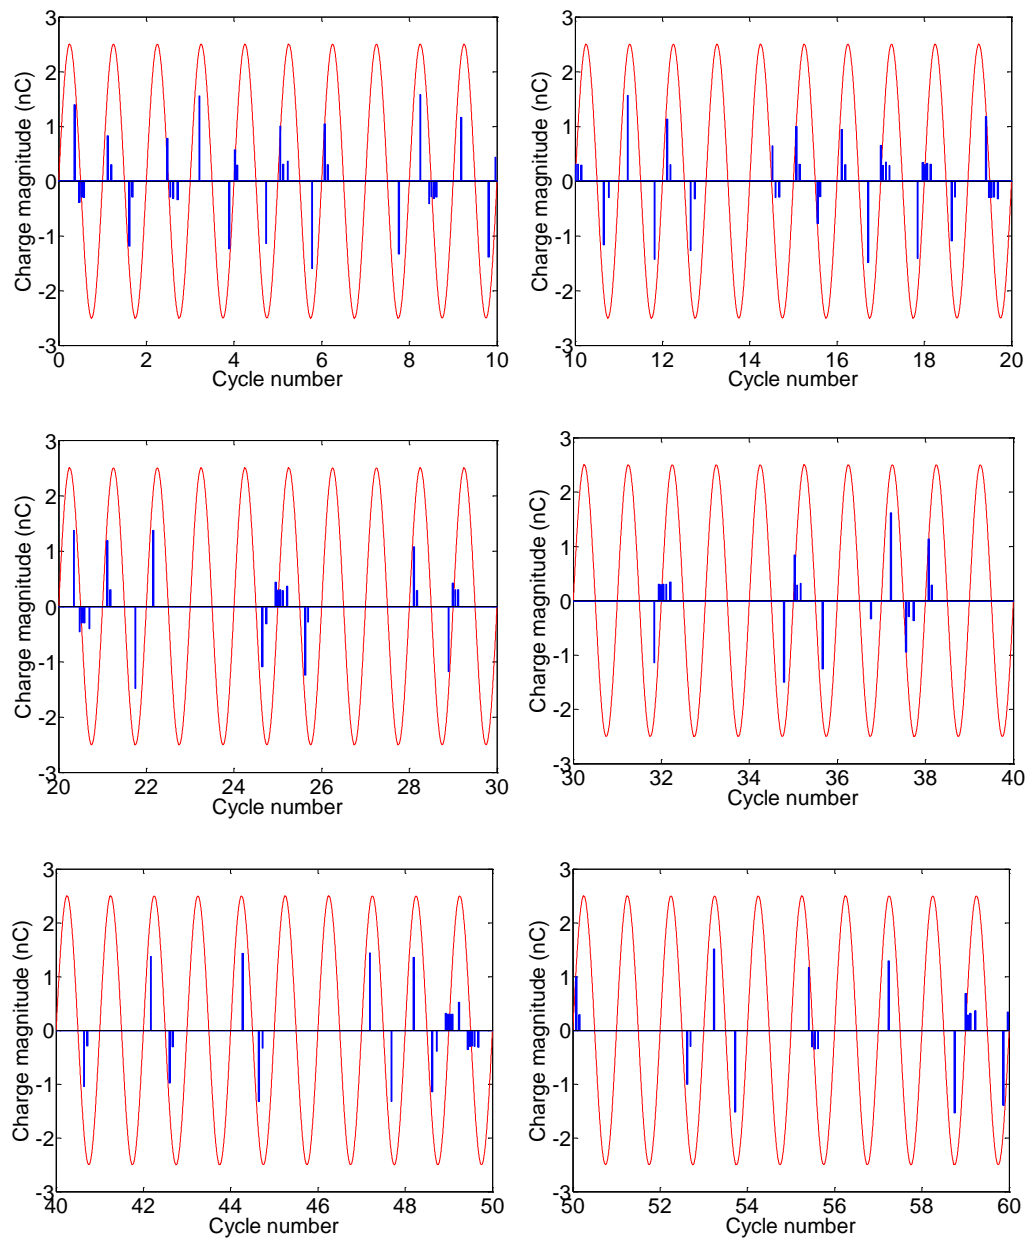 3
2
1
0
-1
-2
-3
Charge magnitude (nC)
0 2 4 6 8 10
Cycle number
3
2
1
0
-1
-2
-3
Charge magnitude (nC)
10 12 14 16 18 20
Cycle number
3
2
1
0
-1
-2
-3
Charge magnitude (nC)
20 22 24 26 28 30
Cycle number
3
2
1
0
-1
-2
-3
Charge magnitude (nC)
30 32 34 36 38 40
Cycle number
3
2
1
0
-1
-2
-3
Charge magnitude (nC)
40 42 44 46 48 50
Cycle number
3
2
1
0
-1
-2
-3
Charge magnitude (nC)
50 52 54 56 58 60
Cycle number